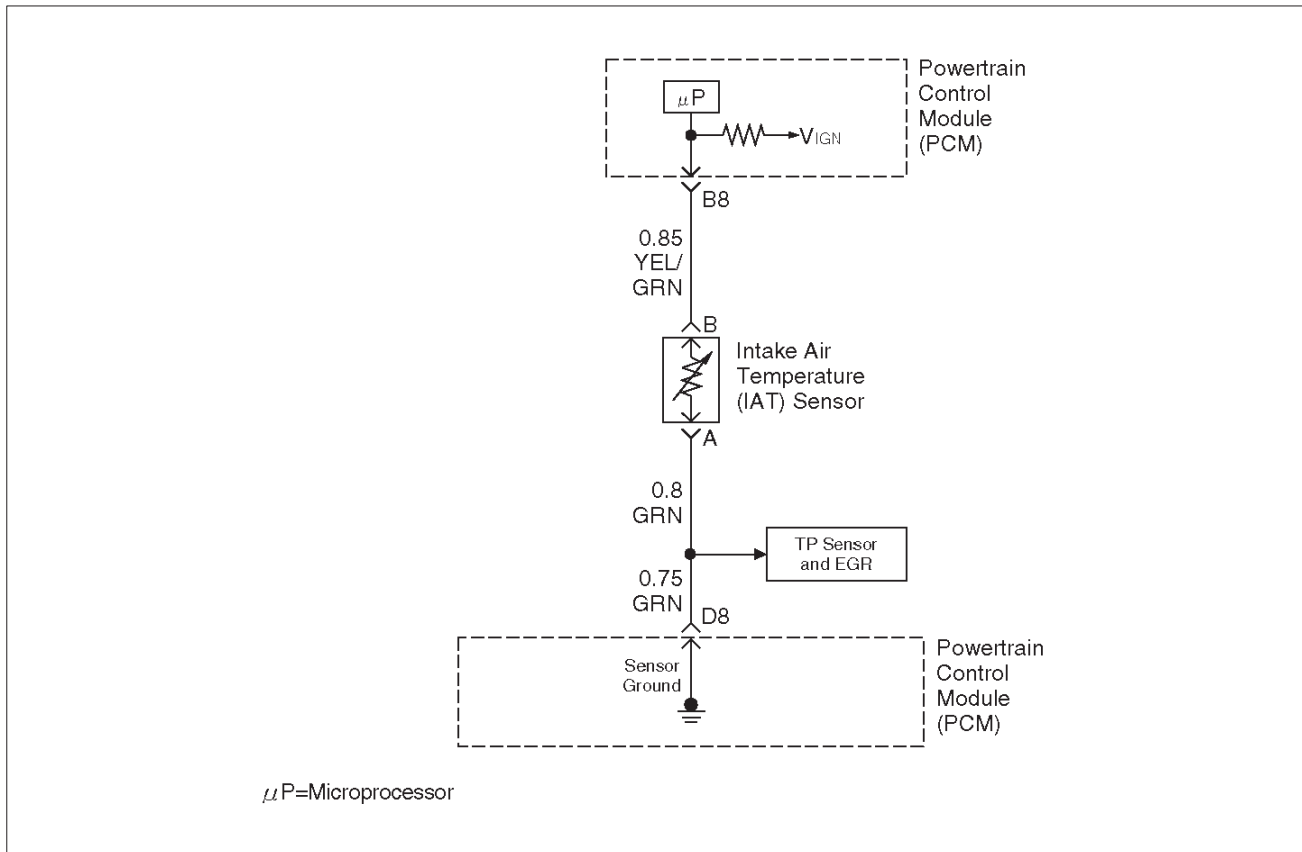 Powertrain
Control
Module
(PCM)
μP
VIGN
B8
0.85
YEL/
GRN
B
Intake Air
Temperature
(IAT) Sensor
A
0.8
GRN
TP Sensor
and EGR
0.75
GRN
D8
Sensor
Ground
Powertrain
Control
Module
(PCM)
μP=Microprocessor